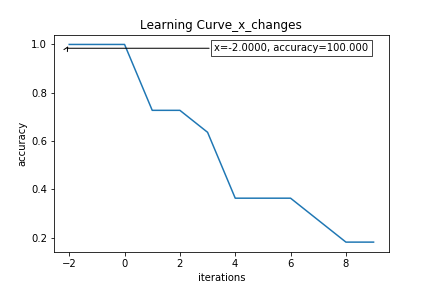 Learning Curve_x_changes
x=-2.0000, accuracy=100.000
1.0
0.8
0.6
0.4
0.2
accuracy
−2
0
2
4
6
8
iterations